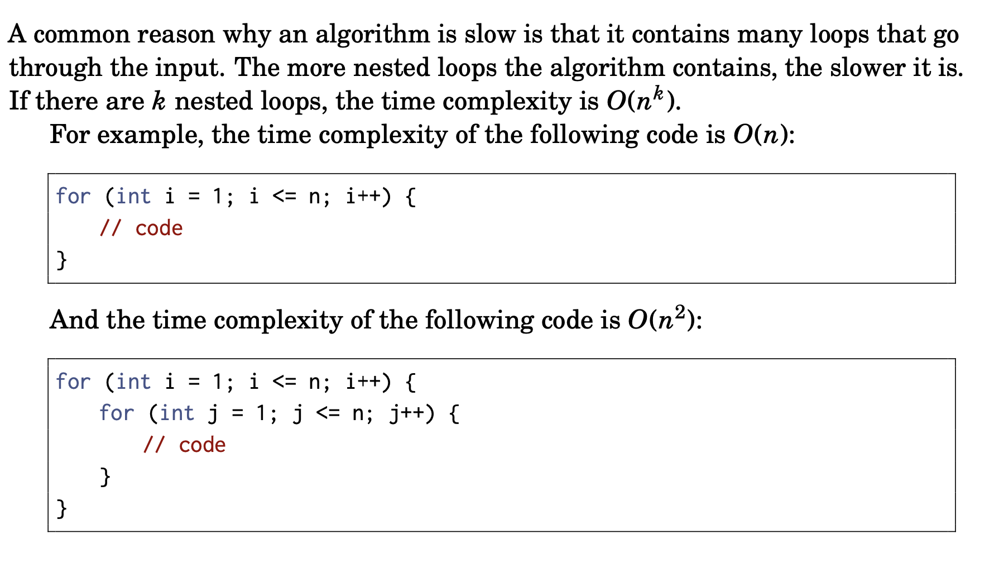 A common reason why an algorithm is slow is that it contains many loops that go
through the input. The more nested loops the algorithm contains, the slower it is.
If there are k nested loops, the time complexity is O(n^k).
For example, the time complexity of the following code is O(n):
for (int i = 1; i <= n; i++) {
    // code
}
And the time complexity of the following code is O(n²):
for (int i = 1; i <= n; i++) {
    for (int j = 1; j <= n; j++) {
        // code
    }
}